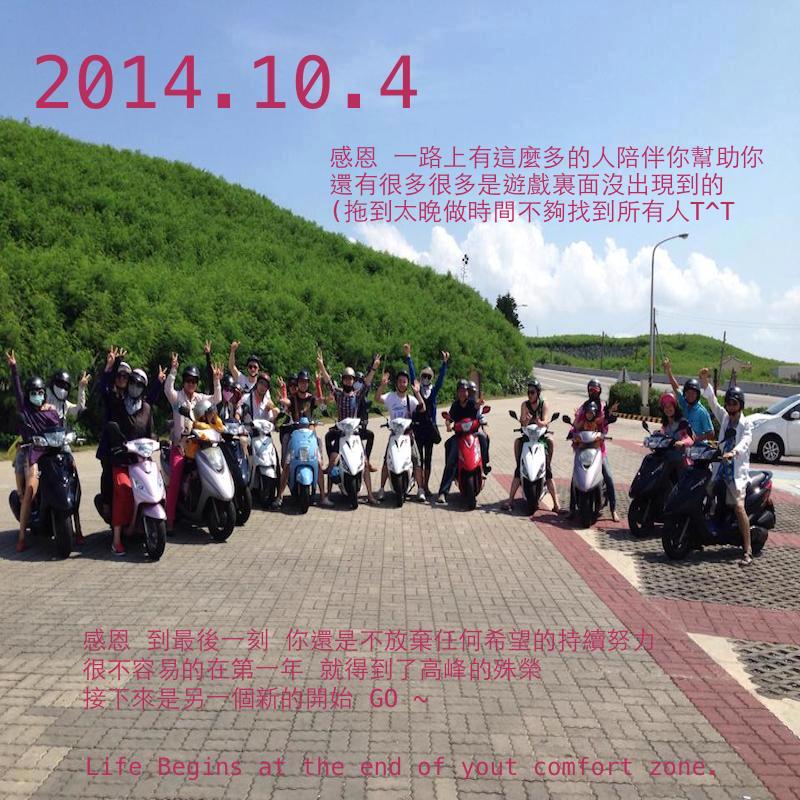 2014.10.4
感恩 一路上有這麼多的人陪伴你幫助你
還有很多很多是遊戲裏面沒出現到的
(拖到太晚做時間不夠找到所有人T^T
感恩 到最後一刻 你還是不放棄任何希望的持續努力
很不容易的在第一年 就得到了高峰的殊榮
接下來是另一個新的開始 GO ~
Life Begins at the end of yout comfort zone.